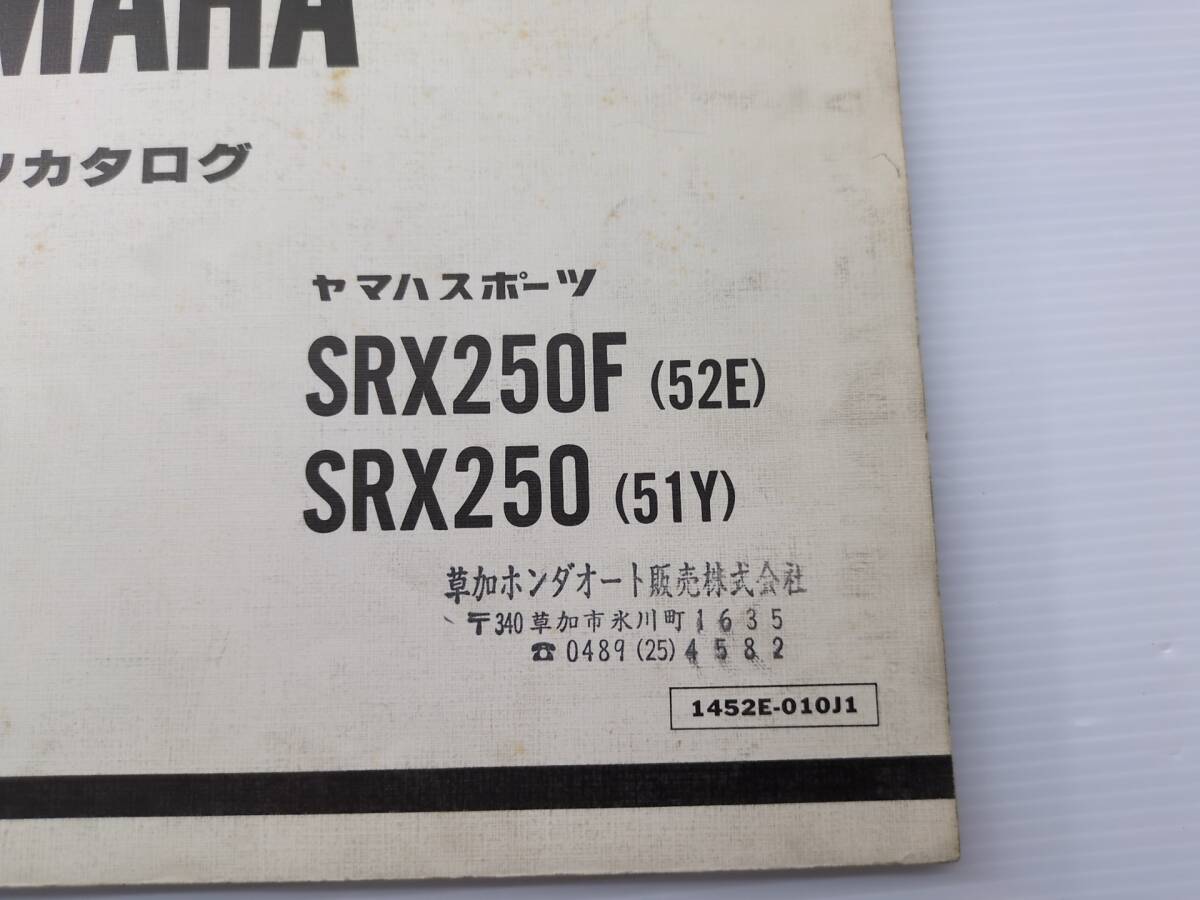 MAHA
ツカタログ
ヤマハスポーツ
SRX250F (52E)
SRX250 (51Y)
草加ホンダオート販売株式会社
〒340 草加市氷川町1635
☎ 0489 (25) 4582
1452E-010J1